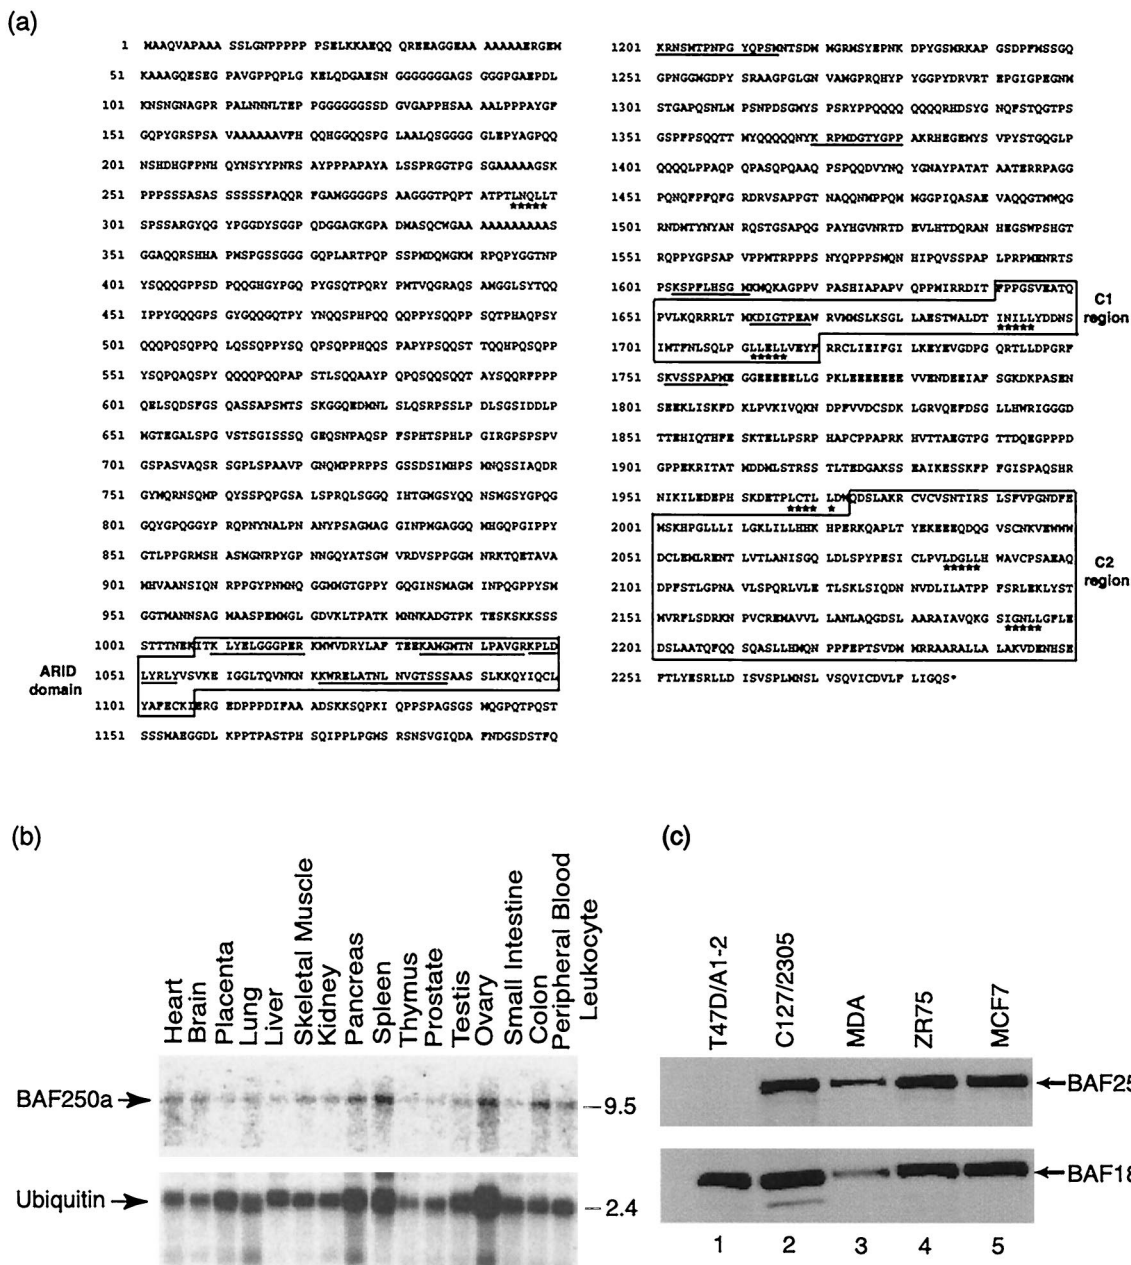 (a)
1 MAAQVAPAAA SSLGNPPPPP PSELKKAEQQ QREEAGGEAA AAAAAERGEM
51 KAAAGQESEG PAVGPPQPLG KELQDGAESN GGGGGGGAGS GGGPGAEPDL
101 KNSNGNAGPR PALNNNLTEP PGGGGGGSSD GVGAPPHSAA AALPPPAYGF
151 GQPYGRSPSA VAAAAAAVFH QQHGGQQSPG LAALQSGGGG GLEPYAGPQQ
201 NSHDHGFPNH QYNSYYPNRS AYPPPAPAYA LSSPRGGTPG SGAAAAAGSK
251 PPPSSSASAS SSSSSFAQQR FGAMGGGGPS AAGGGTPQPT ATPTLNQLLT
301 SPSSARGYQG YPGGDYSGGP QDGGAGKGPA DMASQCWGAA AAAAAAAAAS
351 GGAQQRSHHA PMSPGSSGGG GQPLARTPQP SSPMDQMGKM RPQPYGGTNP
401 YSQQQGPPSD PQQGHGYPGQ PYGSQTPQRY PMTVQGRAQS AMGGLSYTQQ
451 IPPYGQQGPS GYGQQGQTPY YNQQSPHPQQ QQPPYSQQPP SQTPHAQPSY
501 QQQPQSQPPQ LQSSQPPYSQ QPSQPPHQQS PAPYPSQQST TQQHPQSQPP
551 YSQPQAQSPY QQQQPQQPAP STLSQQAAYP QPQSQQSQQT AYSQQRFPPP
601 QELSQDSFGS QASSAPSMTS SKGGQEDMNL SLQSRPSSLP DLSGSIDDLP
651 MGTEGALSPG VSTSGISSSQ GEQSNPAQSP FSPHTSPHLP GIRGPSPSPV
701 GSPASVAQSR SGPLSPAAVP GNQMPPRPPS GSSDSIMHPS MNQSSIAQDR
751 GYMQRNSQMP QYSSPQPGSA LSPRQLSGGQ IHTGMGSYQQ NSMGSYGPQG
801 GQYGPQGGYP RQPNYNALPN ANYPSAGMAG GINPMGAGGQ MHGQPGIPPY
851 GTLPPGRMSH ASMGNRPYGP NNGQYATSGW VRDVSPPGGM NRKTQETAVA
901 MHVAANSIQN RPPGYPNMNQ GGMMGTGPPY GQGINSMAGM INPQGPPYSM
951 GGTMANNSAG MAASPEMMGL GDVKLTPATK MNNKADGTPK TESKSKKSSS
1001 STTTNEKITK LYELGGGPER KMWVDRYLAF TEEKAMGMTN LPAVGRKPLD
1051 LYRLYVSVKE IGGLTQVNKN KKWRELATNL NVGTSSSAAS SLKKQYIQCL
1101 YAFECKIERG EDPPPDIFAA ADSKKSQPKI QPPSPAGSGS MQGPQTPQST
1151 SSSMAEGGDL KPPTPASTPH SQIPPLPGMS RSNSVGIQDA FNDGSDSTFQ
ARID
domain
1201 KRNSMTPNPG YQPSMNTSDM MGRMSYEPNK DPYGSMRKAP GSDPFMSSGQ
1251 GPNGGMGDPY SRAAGPGLGN VAMGPRQHYP YGGPYDRVRT EPGIGPEGNM
1301 STGAPQSNLM PSNPDSGMYS PSRYPPQQQQ QQQQRHDSYG NQFSTQGTPS
1351 GSPFPSQQTT MYQQQQQNYK RPMDGTYGPP AKRHEGEMYS VPYSTGQGLP
1401 QQQQLPPAQP QPASQPQAAQ PSPQQDVYNQ YGNAYPATAT AATERRPAGG
1451 PQNQFPFQFG RDRVSAPPGT NAQQNMPPQM MGGPIQASAE VAQQGTMWQG
1501 RNDMTYNYAN RQSTGSAPQG PAYHGVNRTD EVLHTDQRAN HEGSWPSHGT
1551 RQPPYGPSAP VPPMTRPPPS NYQPPPSMQN HIPQVSSPAP LPRPMENRTS
1601 PSKSPFLHSG MKMQKAGPPV PASHIAPAPV QPPMIRRDIT FPPGSVEATQ
1651 PVLKQRRRLT MKDIGTPEAW RVMMSLKSGL LAESTWALDT INILLYDDNS
1701 IMTFNLSQLP GLLELLVEYF RRCLIEIFGI LKEYEVGDPG QRTLLDPGRF
1751 SKVSSPAPME GGEEEEELLG PKLEEEEEEE VVENDEEIAF SGKDKPASEN
1801 SEEKLISKFD KLPVKIVQKN DPFVVDCSDK LGRVQEFDSG LLHWRIGGGD
1851 TTEHIQTHFE SKTELLPSRP HAPCPPAPRK HVTTAEGTPG TTDQEGPPPD
1901 GPPEKRITAT MDDMLSTRSS TLTEDGAKSS EAIKESSKFP FGISPAQSHR
1951 NIKILEDEPH SKDETPLCTL LDWQDSLAKR CVCVSNTIRS LSFVPGNDFE
2001 MSKHPGLLLI LGKLILLHHK HPERKQAPLT YEKEEEQDQG VSCNKVEWWW
2051 DCLEMLRENT LVTLANISGQ LDLSPYPESI CLPVLDGLLH WAVCPSAEAQ
2101 DPFSTLGPNA VLSPQRLVLE TLSKLSIQDN NVDLILATPP FSRLEKLYST
2151 MVRFLSDRKN PVCREMAVVL LANLAQGDSL AARAIAVQKG SIGNLLGFLE
2201 DSLAATQFQQ SQASLLHMQN PPFEPTSVDM MRRAARALLA LAKVDENHSE
2251 FTLYESRLLD ISVSPLMNSL VSQVICDVLF LIGQS*
C1
region
C2
region
(b)
Heart
Brain
Placenta
Lung
Liver
Skeletal Muscle
Kidney
Pancreas
Spleen
Thymus
Prostate
Testis
Ovary
Small Intestine
Colon
Peripheral Blood
Leukocyte
BAF250a
9.5
Ubiquitin
2.4
(c)
T47D/A1-2
C127/2305
MDA
ZR75
MCF7
BAF25
BAF18
1 2 3 4 5